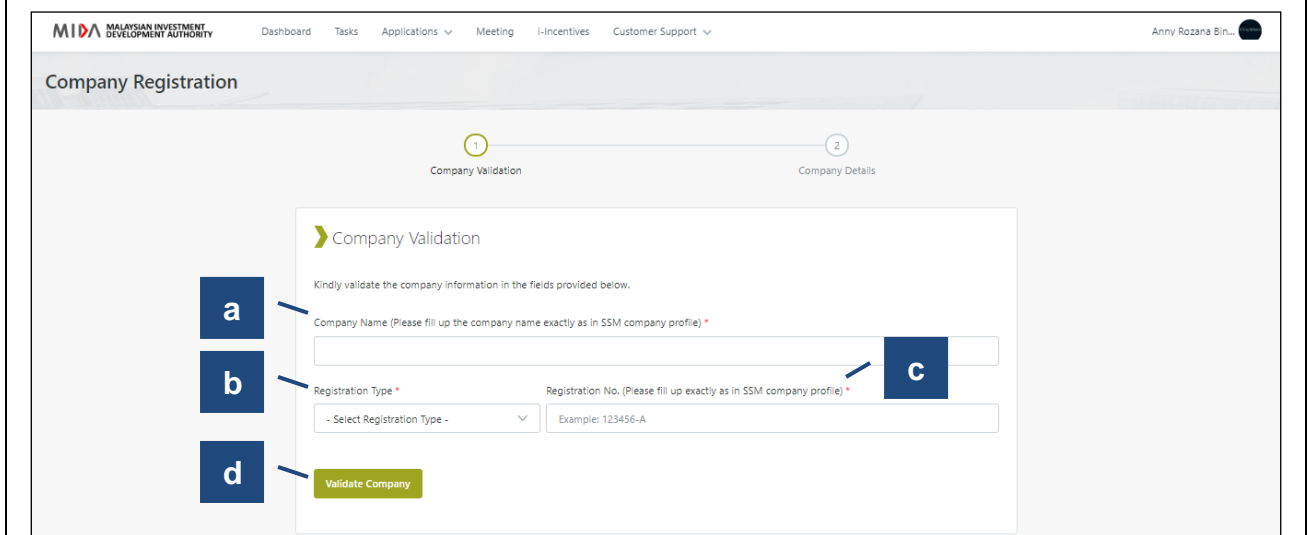 MIDA MALAYSIAN INVESTMENT DEVELOPMENT AUTHORITY
Dashboard Tasks Applications Meeting i-Incentives Customer Support Anny Rozana Bin...
Company Registration
1 2
Company Validation Company Details
Company Validation
Kindly validate the company information in the fields provided below.
a
Company Name (Please fill up the company name exactly as in SSM company profile) *
b
c
Registration Type * Registration No. (Please fill up exactly as in SSM company profile) *
- Select Registration Type - Example: 123456-A
d
Validate Company